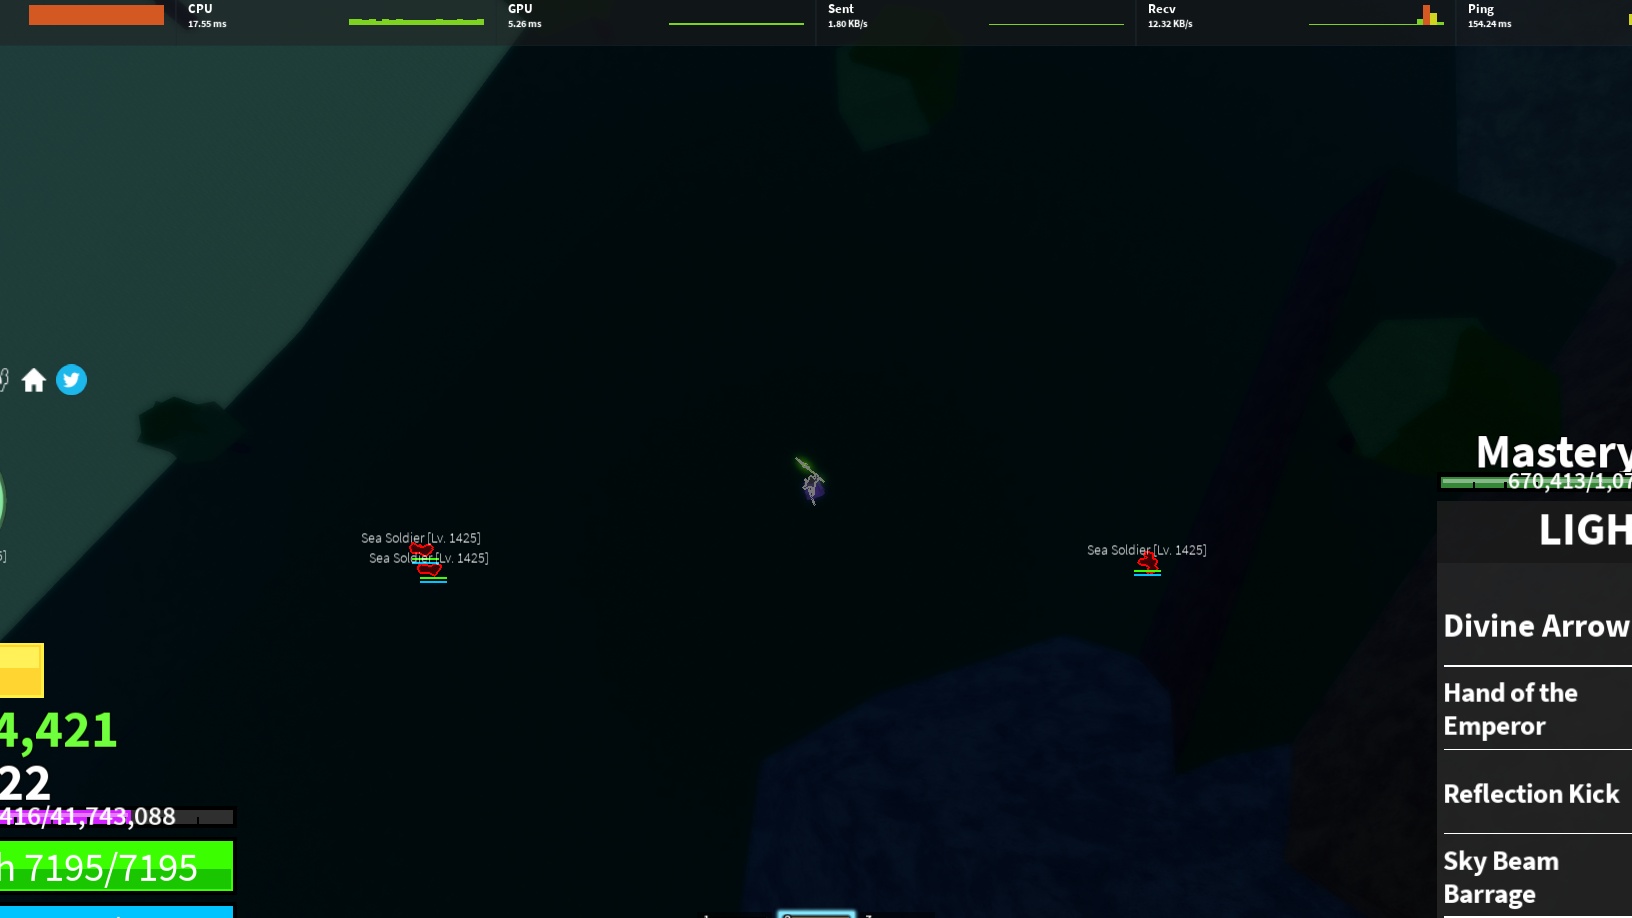 CPU
17.55 ms
GPU
5.26 ms
Sent
1.80 KB/s
Recv
12.32 KB/s
Ping
154.24 ms
Mastery
670,413/1,07
LIGH
Sea Soldier [Lv. 1425]
Sea Soldier [Lv. 1425]
Sea Soldier [Lv. 1425]
5]
Divine Arrow
Hand of the
Emperor
Reflection Kick
Sky Beam
Barrage
4,421
22
416/41,743,088
h 7195/7195